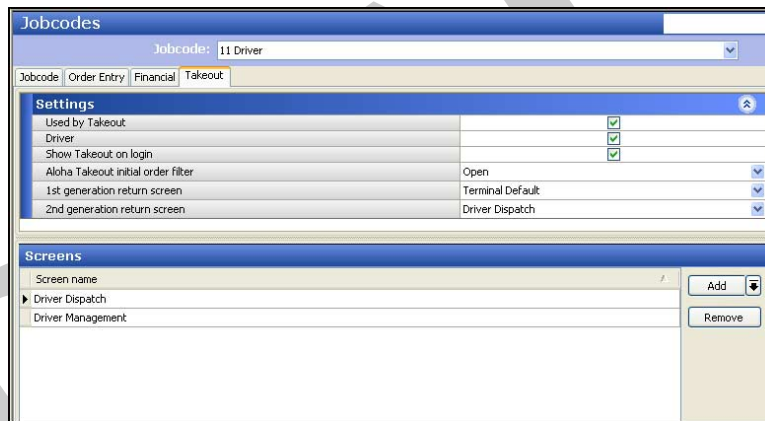 Jobcodes
Jobcode: 11 Driver
Jobcode Order Entry Financial Takeout
Settings
Used by Takeout
Driver
Show Takeout on login
Aloha Takeout initial order filter Open
1st generation return screen Terminal Default
2nd generation return screen Driver Dispatch
Screens
Screen name
Add
Driver Dispatch
Driver Management
Remove